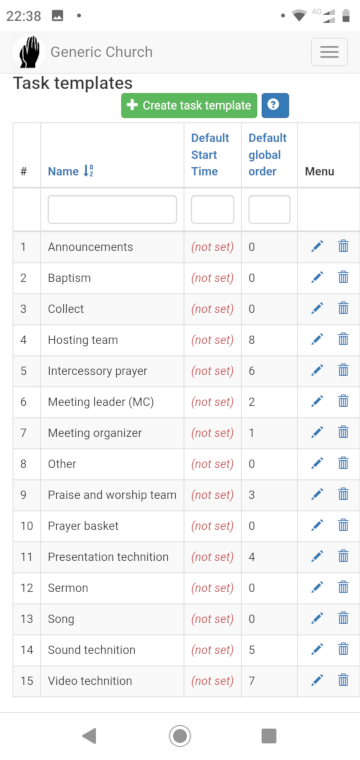 22:38
4G
Generic Church
Task templates
Create task template ?
# Name Default Start Time Default global order Menu
1 Announcements (not set) 0
2 Baptism (not set) 0
3 Collect (not set) 0
4 Hosting team (not set) 8
5 Intercessory prayer (not set) 6
6 Meeting leader (MC) (not set) 2
7 Meeting organizer (not set) 1
8 Other (not set) 0
9 Praise and worship team (not set) 3
10 Prayer basket (not set) 0
11 Presentation technition (not set) 4
12 Sermon (not set) 0
13 Song (not set) 0
14 Sound technition (not set) 5
15 Video technition (not set) 7